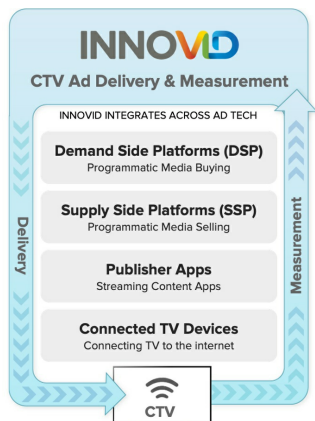 INNOVID
CTV Ad Delivery & Measurement
INNOVID INTEGRATES ACROSS AD TECH
Demand Side Platforms (DSP)
Programmatic Media Buying
Supply Side Platforms (SSP)
Programmatic Media Selling
Publisher Apps
Streaming Content Apps
Connected TV Devices
Connecting TV to the internet
Delivery
Measurement
CTV